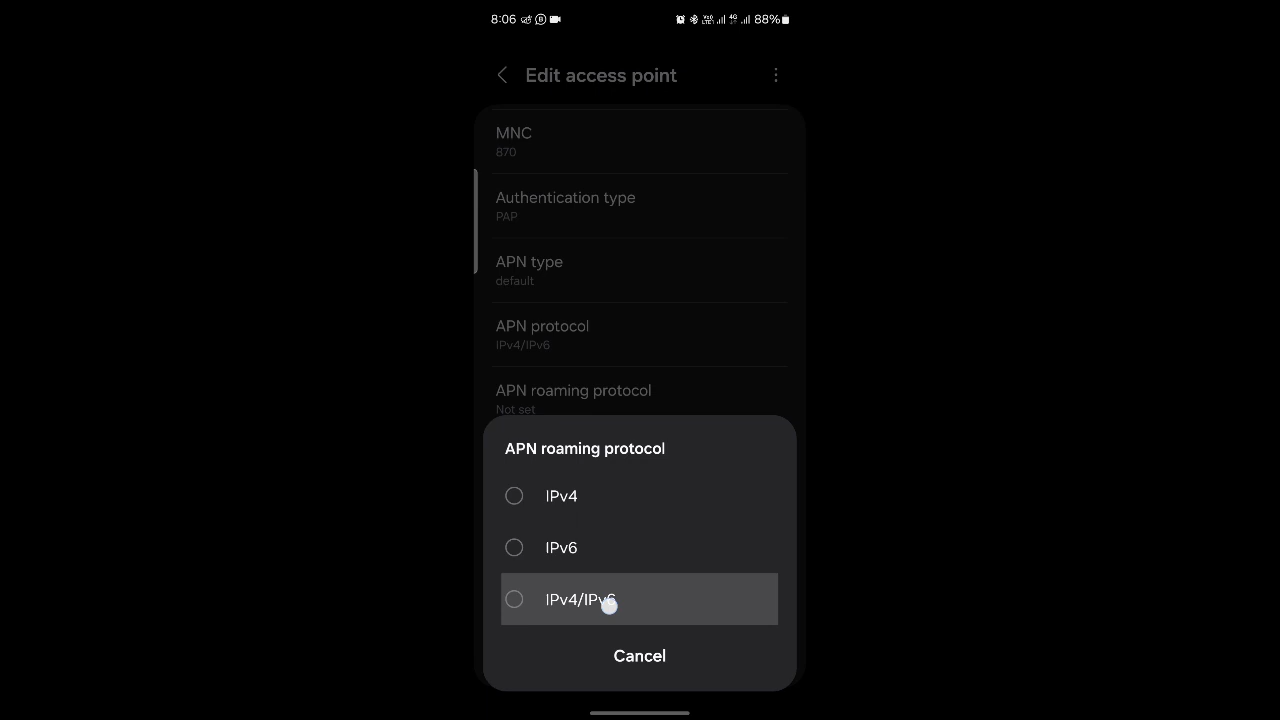 8:06 88%
Edit access point
MNC
870
Authentication type
PAP
APN type
default
APN protocol
IPv4/IPv6
APN roaming protocol
Not set
APN roaming protocol
IPv4
IPv6
IPv4/IPv6
Cancel